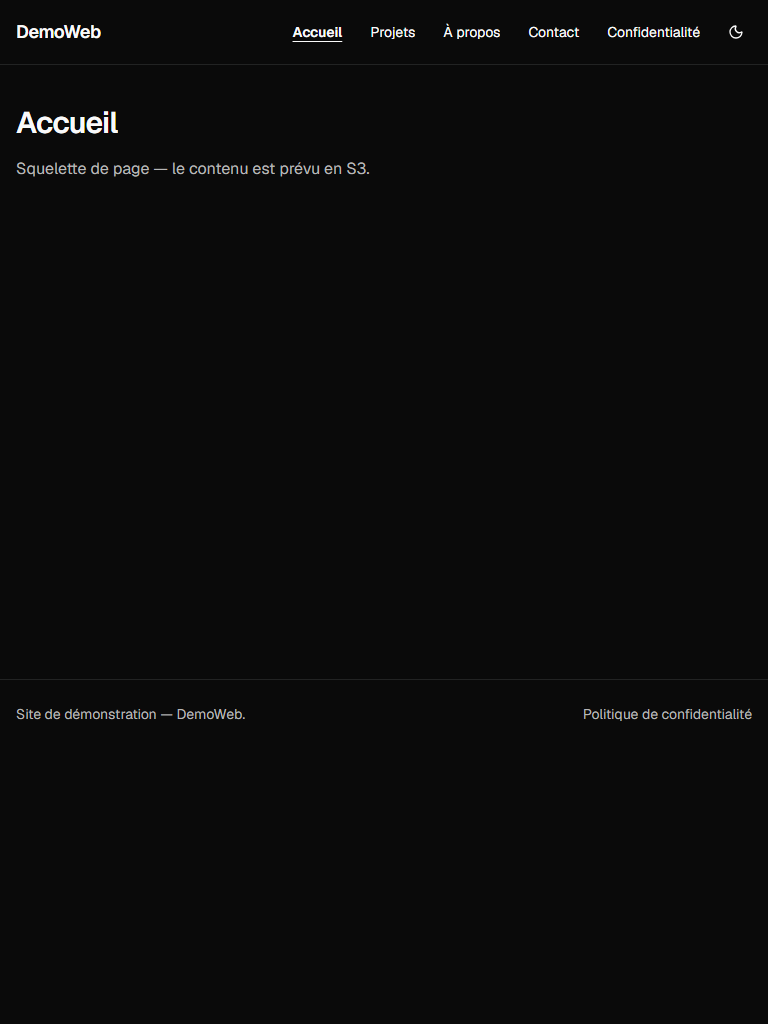 DemoWeb
Accueil Projets À propos Contact Confidentialité
Accueil
Squelette de page — le contenu est prévu en S3.
Site de démonstration — DemoWeb.
Politique de confidentialité